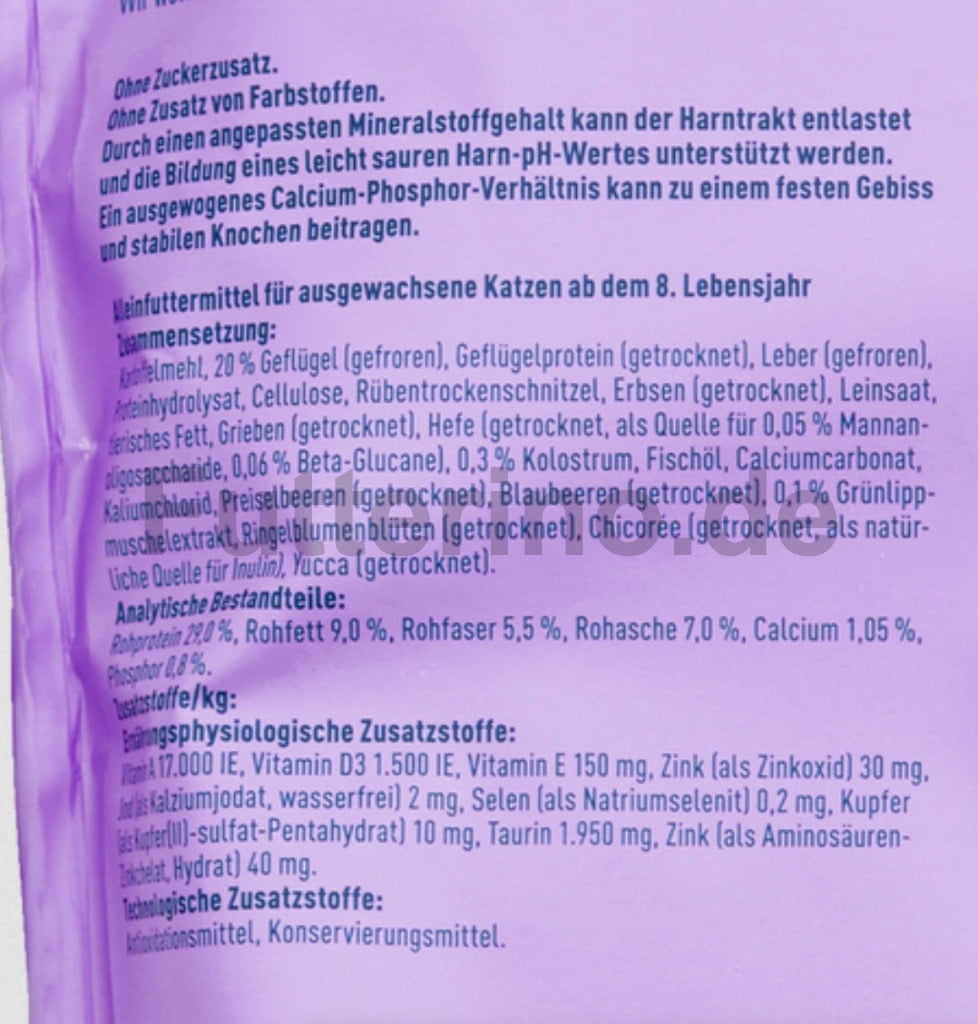 Ohne Zuckerzusatz.
Ohne Zusatz von Farbstoffen.
Durch einen angepassten Mineralstoffgehalt kann der Harntrakt entlastet
und die Bildung eines leicht sauren Harn-pH-Wertes unterstützt werden.
Ein ausgewogenes Calcium-Phosphor-Verhältnis kann zu einem festen Gebiss
und stabilen Knochen beitragen.
Alleinfuttermittel für ausgewachsene Katzen ab dem 8. Lebensjahr
Zusammensetzung:
Kartoffelmehl, 20 % Geflügel (gefroren), Geflügelprotein (getrocknet), Leber (gefroren),
Proteinhydrolysat, Cellulose, Rübentrockenschnitzel, Erbsen (getrocknet), Leinsaat,
tierisches Fett, Grieben (getrocknet), Hefe (getrocknet, als Quelle für 0,05 % Mannan-
oligosaccharide, 0,06 % Beta-Glucane), 0,3 % Kolostrum, Fischöl, Calciumcarbonat,
Kaliumchlorid, Preiselbeeren (getrocknet), Blaubeeren (getrocknet), 0,1 % Grünlipp-
muschelextrakt, Ringelblumenblüten (getrocknet), Chicorée (getrocknet, als natür-
liche Quelle für Inulin), Yucca (getrocknet).
Futterino.de
Analytische Bestandteile:
Rohprotein 29,0 %, Rohfett 9,0 %, Rohfaser 5,5 %, Rohasche 7,0 %, Calcium 1,05 %,
Phosphor 0,8 %.
Zusatzstoffe/kg:
Ernährungsphysiologische Zusatzstoffe:
Vitamin A 17.000 IE, Vitamin D3 1.500 IE, Vitamin E 150 mg, Zink (als Zinkoxid) 30 mg,
Jod (als Kalziumjodat, wasserfrei) 2 mg, Selen (als Natriumselenit) 0,2 mg, Kupfer
(als Kupfer(II)-sulfat-Pentahydrat) 10 mg, Taurin 1.950 mg, Zink (als Aminosäuren-
Zinkchelat, Hydrat) 40 mg.
Technologische Zusatzstoffe:
Antioxidationsmittel, Konservierungsmittel.